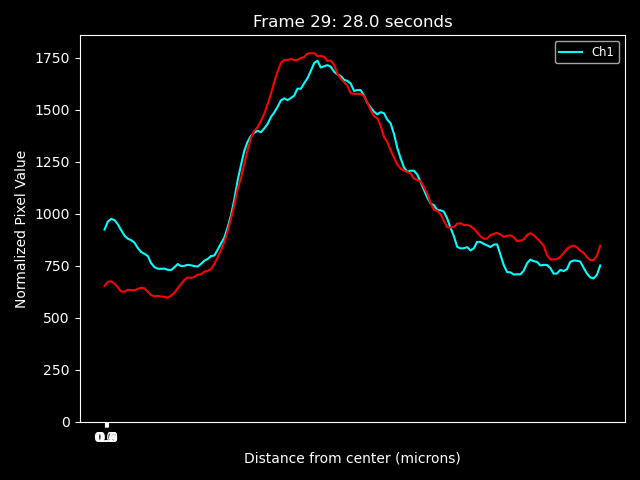 Frame 29: 28.0 seconds
Ch1
1750
1500
1250
1000
750
500
250
0
Normalized Pixel Value
Distance from center (microns)